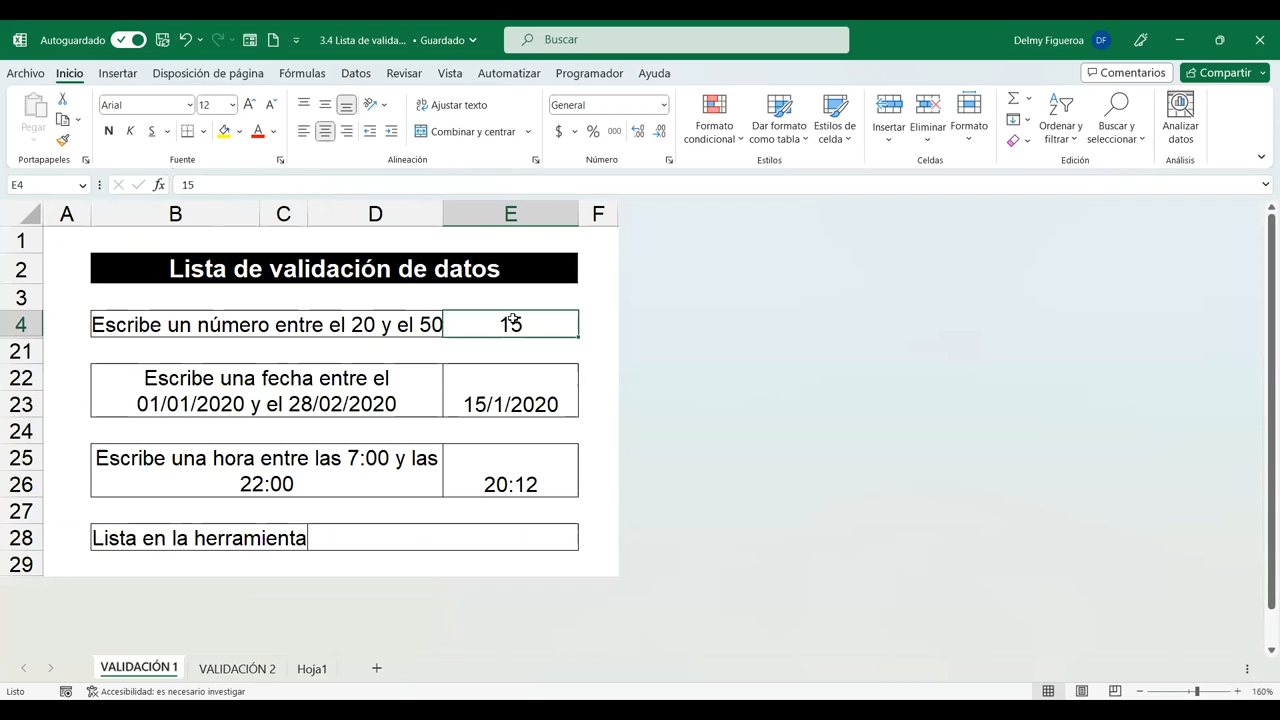 Autoguardado
3.4 Lista de valida... • Guardado
Buscar
Delmy Figueroa
DF
Archivo
Inicio
Insertar
Disposición de página
Fórmulas
Datos
Revisar
Vista
Automatizar
Programador
Ayuda
Comentarios
Compartir
Pegar
Portapapeles
Arial
12
N K S
Fuente
Ajustar texto
Combinar y centrar
Alineación
General
$ % 000
Número
Formato condicional
Dar formato como tabla
Estilos de celda
Estilos
Insertar
Eliminar
Formato
Celdas
Ordenar y filtrar
Buscar y seleccionar
Edición
Analizar datos
Análisis
E4
fx
15
A B C D E F
1
2 Lista de validación de datos
3
4 Escribe un número entre el 20 y el 50 15
21
22 Escribe una fecha entre el
23 01/01/2020 y el 28/02/2020 15/1/2020
24
25 Escribe una hora entre las 7:00 y las
26 22:00 20:12
27
28 Lista en la herramienta
29
VALIDACIÓN 1
VALIDACIÓN 2
Hoja1
Listo
Accesibilidad: es necesario investigar
160%